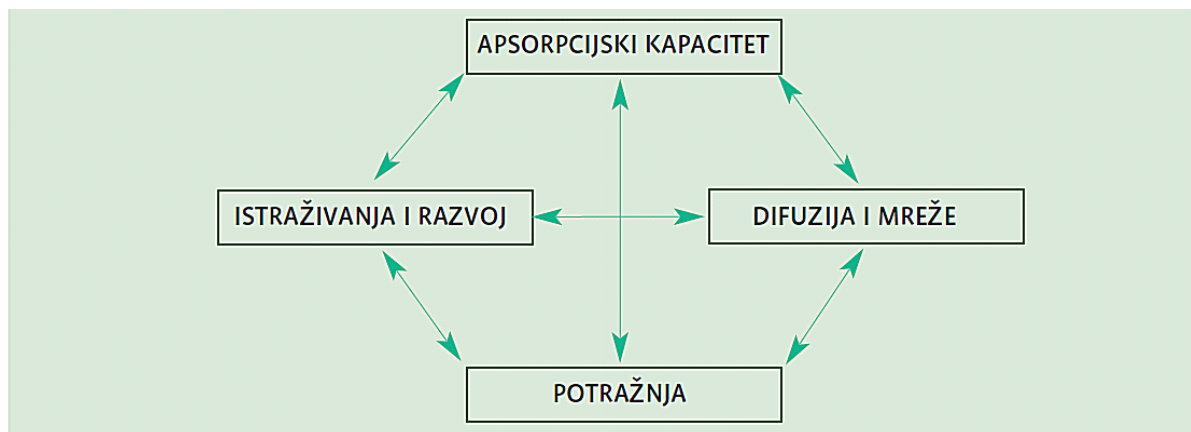 APSORPCIJSKI KAPACITET
ISTRAŽIVANJA I RAZVOJ
DIFUZIJA I MREŽE
POTRAŽNJA